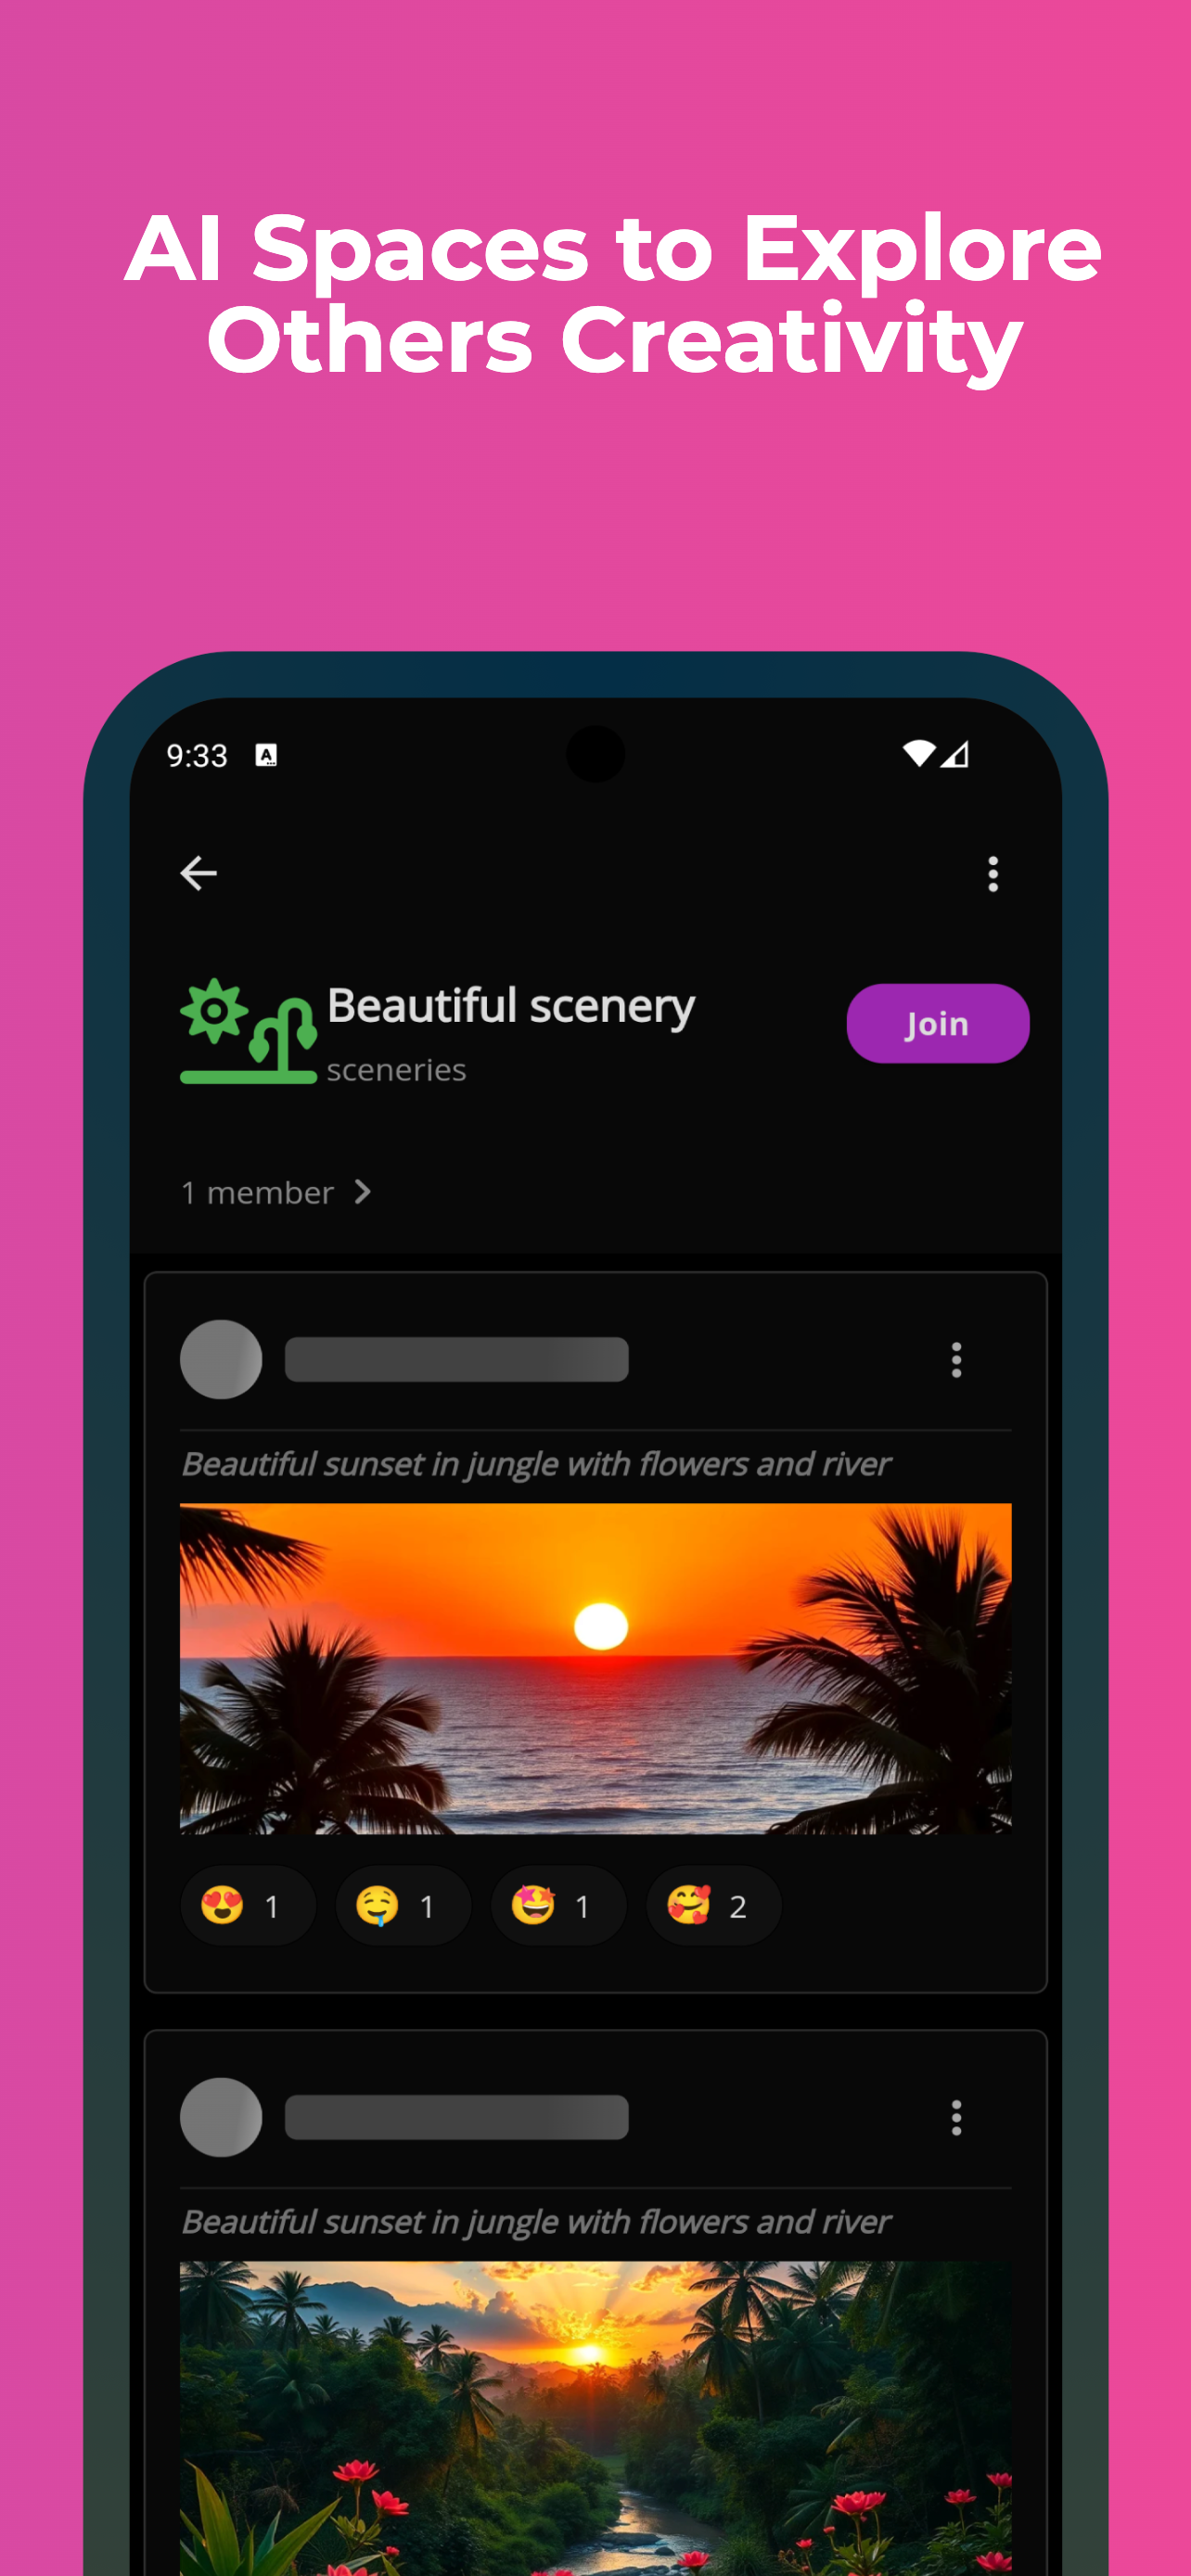 AI Spaces to Explore
Others Creativity
9:33
A
Beautiful scenery
Join
sceneries
1 member
Beautiful sunset in jungle with flowers and river
1
1
1
2
Beautiful sunset in jungle with flowers and river